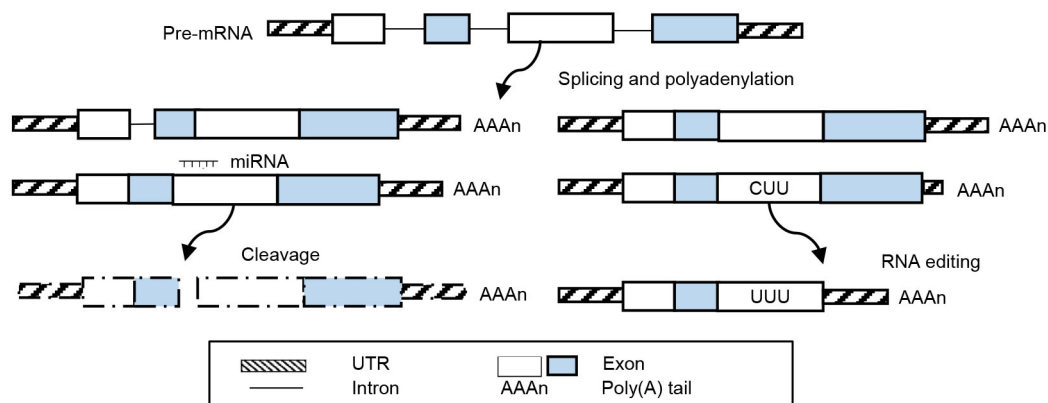 Pre-mRNA
Splicing and polyadenylation
AAAn
AAAn
miRNA
AAAn
CUU
AAAn
Cleavage
RNA editing
AAAn
UUU
AAAn
UTR
Exon
Intron
AAAn
Poly(A) tail